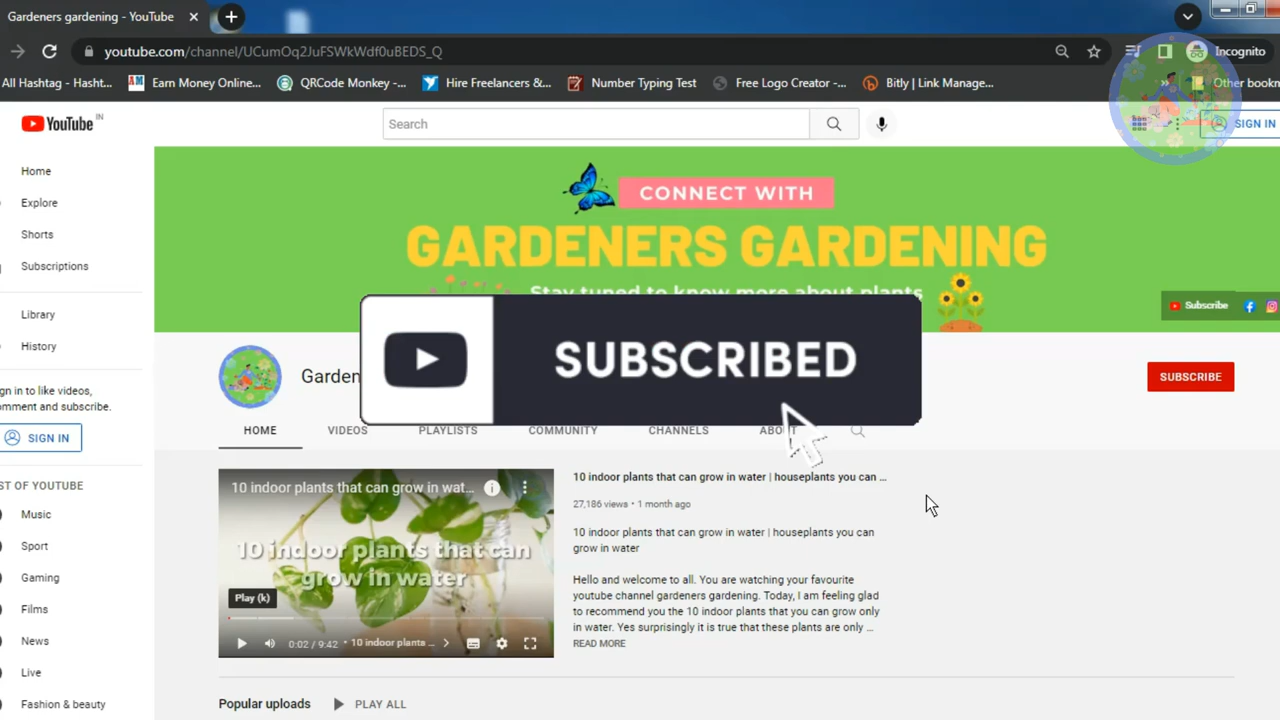 Gardeners gardening - YouTube
youtube.com/channel/UCumOq2JuFSWkWdf0uBEDS_Q
Incognito
All Hashtag - Hasht...
Earn Money Online...
QRCode Monkey -...
Hire Freelancers &...
Number Typing Test
Free Logo Creator -...
Bitly | Link Manage...
Other bookm
YouTube IN
Search
SIGN IN
Home
Explore
Shorts
Subscriptions
Library
History
gn in to like videos,
omment and subscribe.
SIGN IN
ST OF YOUTUBE
Music
Sport
Gaming
Films
News
Live
Fashion & beauty
CONNECT WITH
GARDENERS GARDENING
Stay tuned to know more about plants
Subscribe
Garden
SUBSCRIBED
SUBSCRIBE
HOME
VIDEOS
PLAYLISTS
COMMUNITY
CHANNELS
ABOUT
10 indoor plants that can grow in wat...
10 indoor plants that can
grow in water
Play (k)
0:02 / 9:42 • 10 indoor plants ...
10 indoor plants that can grow in water | houseplants you can ...
27,186 views • 1 month ago
10 indoor plants that can grow in water | houseplants you can
grow in water
Hello and welcome to all. You are watching your favourite
youtube channel gardeners gardening. Today, I am feeling glad
to recommend you the 10 indoor plants that you can grow only
in water. Yes surprisingly it is true that these plants are only ...
READ MORE
Popular uploads
PLAY ALL